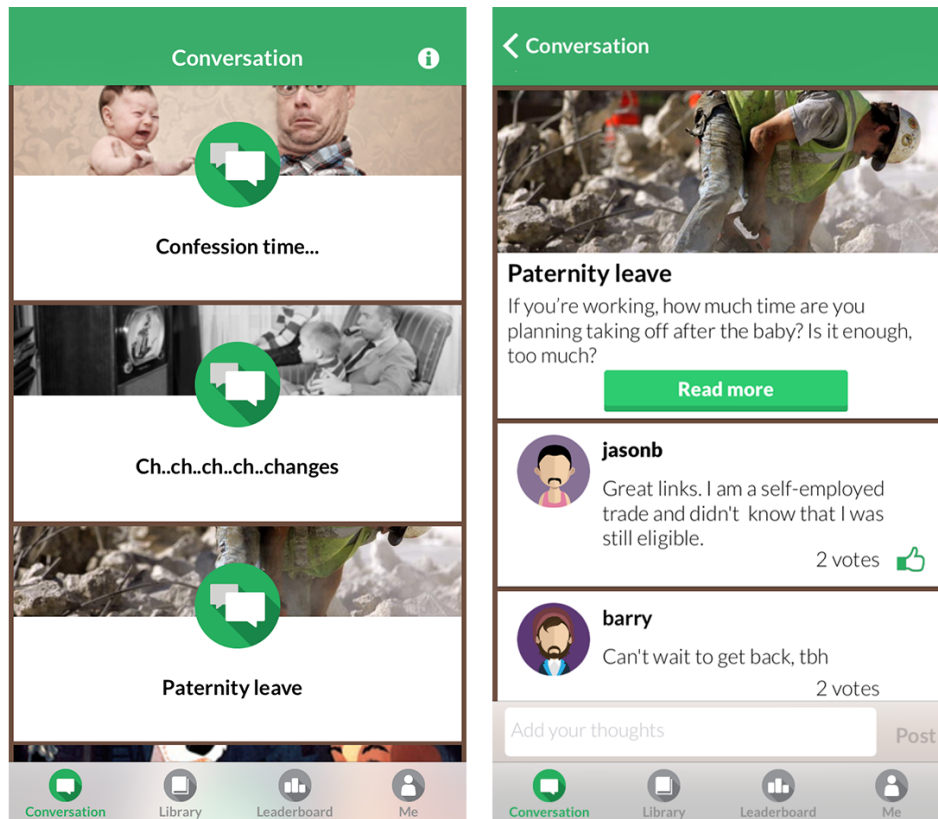 Conversation
Confession time...
Ch..ch..ch..ch..changes
Paternity leave
Conversation
Library
Leaderboard
Me
Conversation
Paternity leave
If you're working, how much time are you
planning taking off after the baby? Is it enough,
too much?
Read more
jasonb
Great links. I am a self-employed
trade and didn't know that I was
still eligible.
2 votes
barry
Can't wait to get back, tbh
2 votes
Add your thoughts
Post
Conversation
Library
Leaderboard
Me